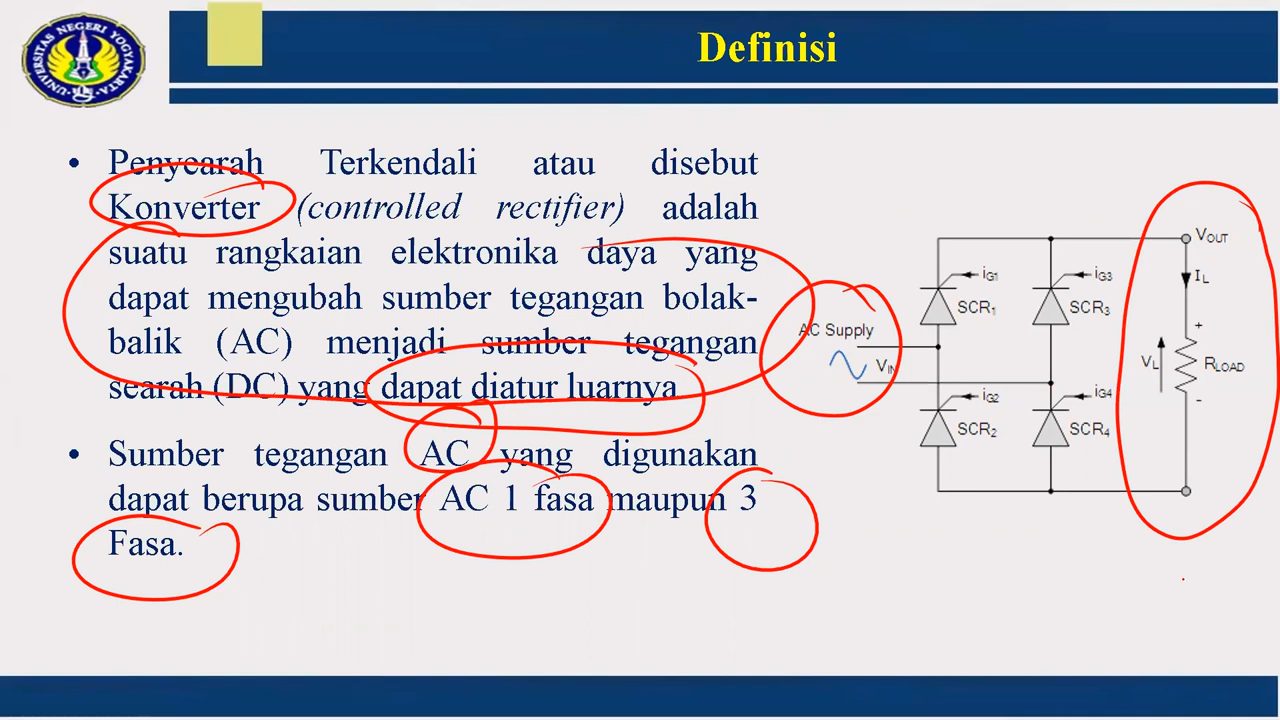 UNIVERSITAS NEGERI YOGYAKARTA
Definisi
• Penyearah Terkendali atau disebut
Konverter (controlled rectifier) adalah
suatu rangkaian elektronika daya yang
dapat mengubah sumber tegangan bolak-
balik (AC) menjadi sumber tegangan
searah (DC) yang dapat diatur luarnya.
• Sumber tegangan AC yang digunakan
dapat berupa sumber AC 1 fasa maupun 3
Fasa.
AC Supply
VIN
iG1
SCR1
iG3
SCR3
iG2
SCR2
iG4
SCR4
VOUT
IL
+
VL
RLOAD
-